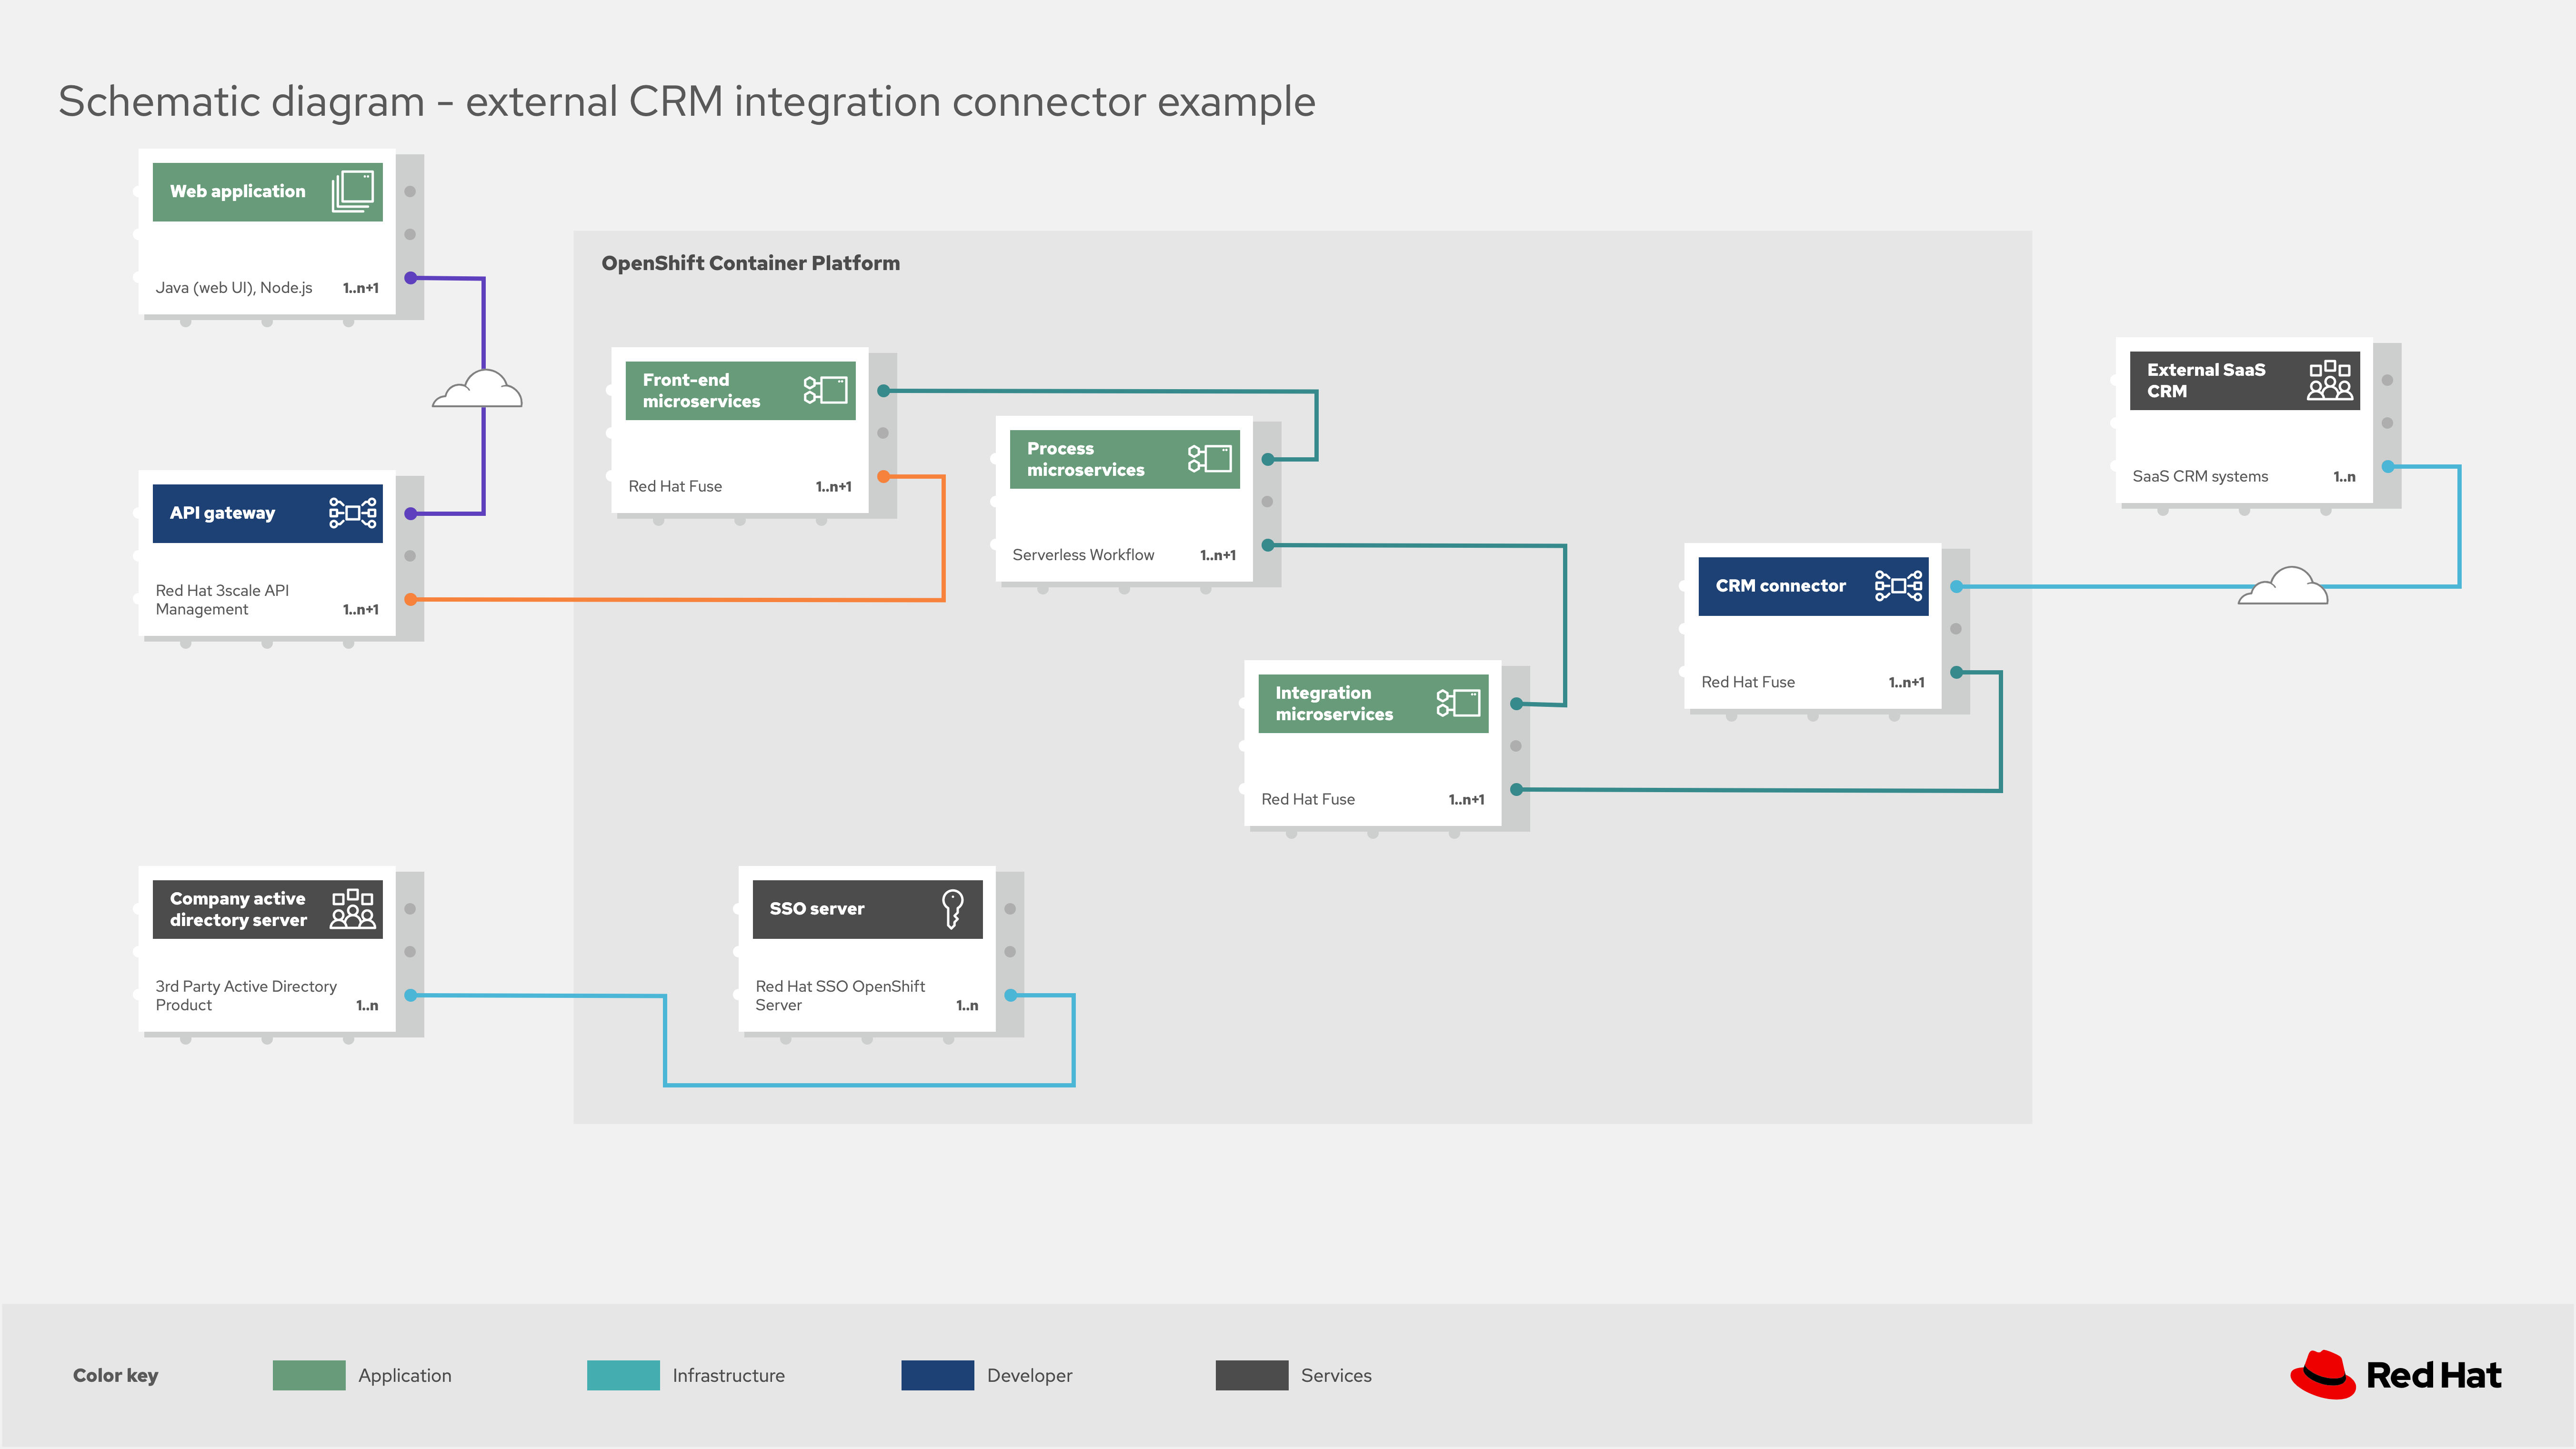 Schematic diagram - external CRM integration connector example
Web application
Java (web UI), Node.js 1..n+1
API gateway
Red Hat 3scale API
Management 1..n+1
Company active
directory server
3rd Party Active Directory
Product 1..n
OpenShift Container Platform
Front-end
microservices
Red Hat Fuse 1..n+1
Process
microservices
Serverless Workflow 1..n+1
Integration
microservices
Red Hat Fuse 1..n+1
CRM connector
Red Hat Fuse 1..n+1
SSO server
Red Hat SSO OpenShift
Server 1..n
External SaaS
CRM
SaaS CRM systems 1..n
Color key Application Infrastructure Developer Services
Red Hat